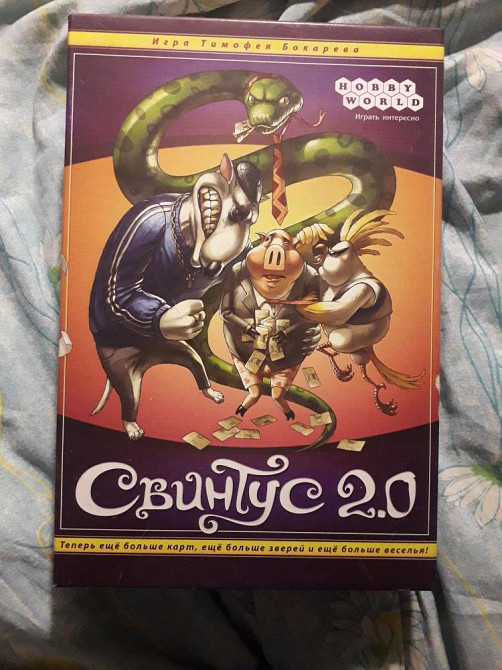 Игра Тимофея Бокарева
HOBBY
WORLD
Играть интересно
Свинтус 2.0
Теперь ещё больше карт, ещё больше зверей и ещё больше веселья!